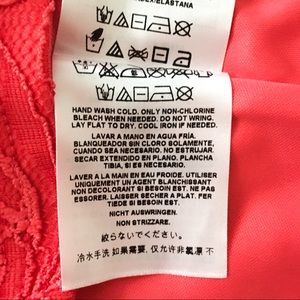 DEX/ELASTANA
HAND WASH COLD. ONLY NON-CHLORINE
BLEACH WHEN NEEDED. DO NOT WRING.
LAY FLAT TO DRY. COOL IRON IF NEEDED.
LAVAR A MANO EN AGUA FRÍA.
BLANQUEADOR SIN CLORO SOLAMENTE,
CUANDO SEA NECESARIO. NO ESTRUJAR.
SECAR EXTENDIDO EN PLANO. PLANCHA
TIBIA, SI ES NECESARIO.
LAVER A LA MAIN EN EAU FROIDE. UTILISER
UNIQUEMENT UN AGENT BLANCHISSANT
NON DECOLORANT SI BESOIN EST. NE PAS
ESSORER. LAISSER SECHER A PLAT. FER
TIEDE SI BESOIN EST.
NICHT AUSWRINGEN.
NON STRIZZARE.
絞らないでください.
冷水手洗 如果需要, 仅允许非氯漂 不